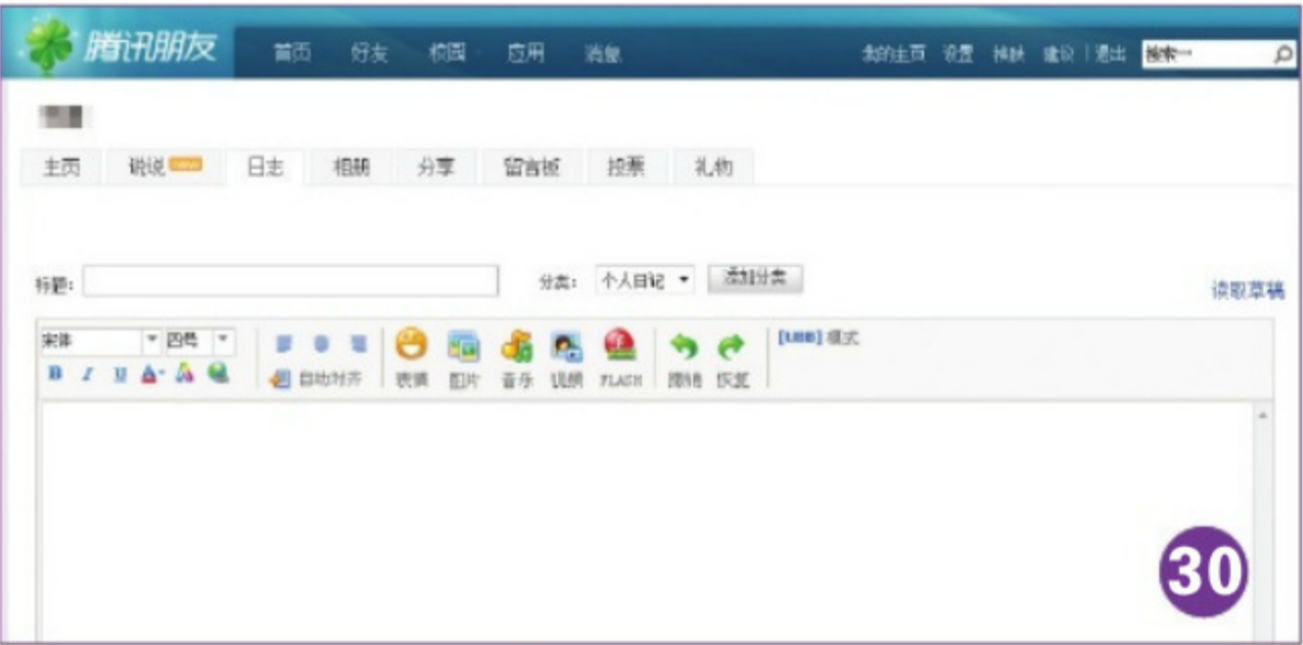 腾讯朋友 首页 好友 校园 应用 消息 我的主页 设置 换肤 建议 | 退出 搜索
主页 说说 new 日志 相册 分享 留言板 投票 礼物
标题: 分类: 个人日记 添加分类 读取草稿
宋体 四号 [UBB] 模式
B I U A 自动对齐 表情 图片 音乐 视频 FLASH 撤销 恢复
30